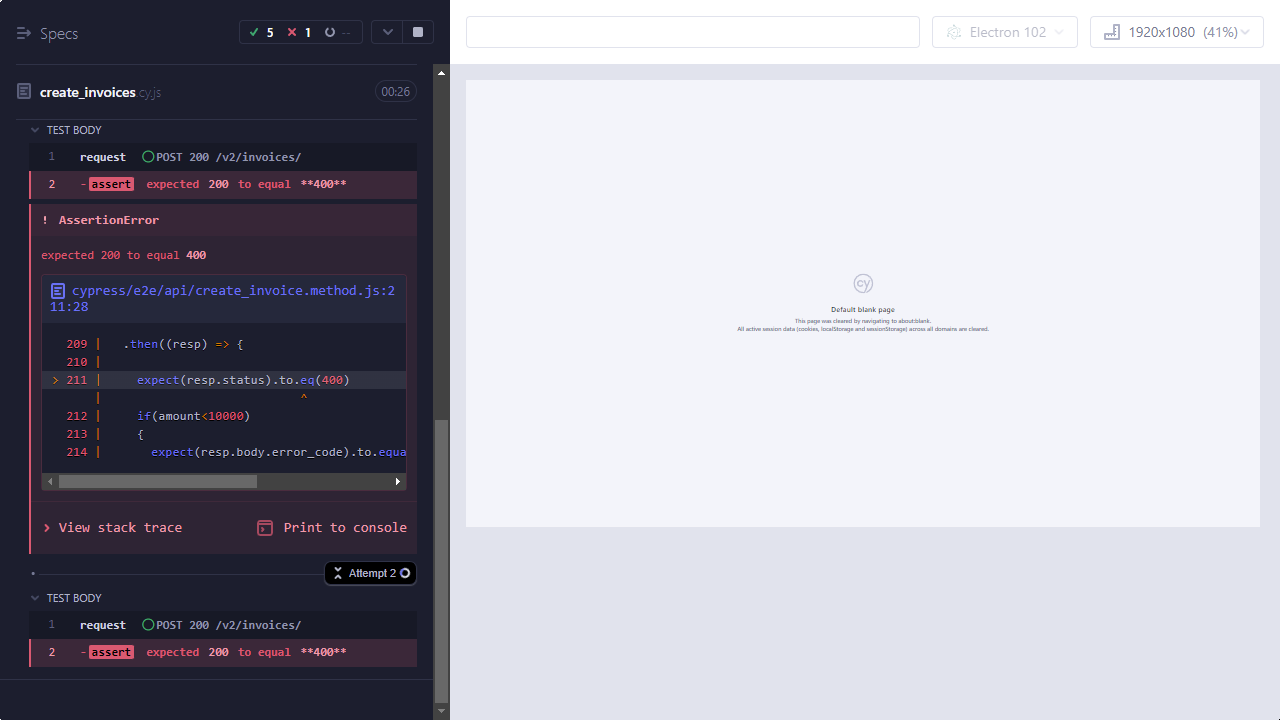 Specs
5
1
--
Electron 102
1920x1080 (41%)
create_invoices.cy.js
00:26
TEST BODY
1 request POST 200 /v2/invoices/
2 -assert expected 200 to equal **400**
! AssertionError
expected 200 to equal 400
cypress/e2e/api/create_invoice.method.js:2
11:28
209 | .then((resp) => {
210 |
> 211 | expect(resp.status).to.eq(400)
| ^
212 | if(amount<10000)
213 | {
214 | expect(resp.body.error_code).to.equa
> View stack trace
Print to console
Attempt 2
TEST BODY
1 request POST 200 /v2/invoices/
2 -assert expected 200 to equal **400**
cy
Default blank page
This page was cleared by navigating to about:blank.
All active session data (cookies, localStorage and sessionStorage) across all domains are cleared.